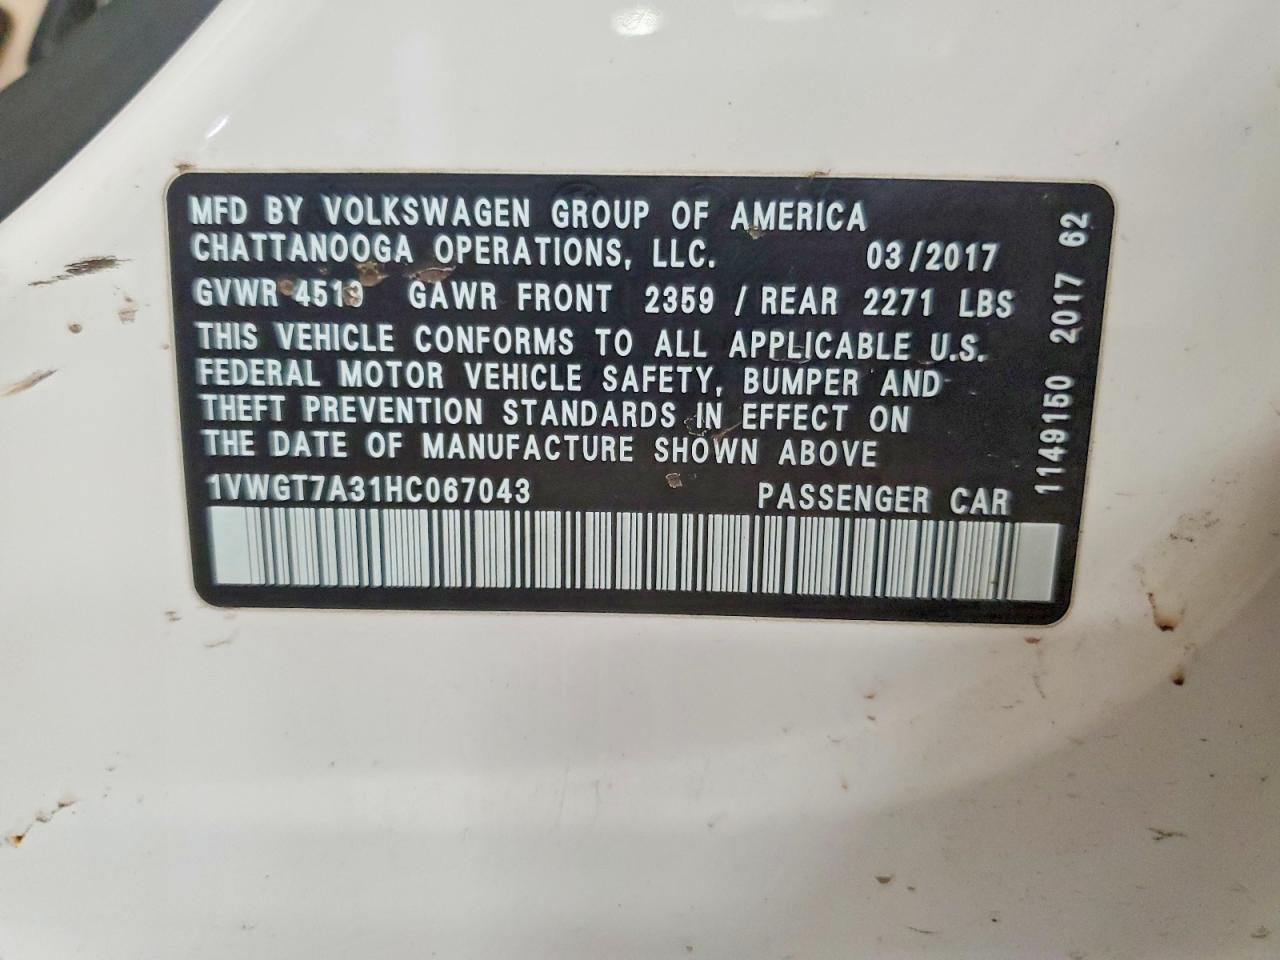 MFD BY VOLKSWAGEN GROUP OF AMERICA
CHATTANOOGA OPERATIONS, LLC. 03/2017
GVWR 4519 GAWR FRONT 2359 / REAR 2271 LBS
THIS VEHICLE CONFORMS TO ALL APPLICABLE U.S.
FEDERAL MOTOR VEHICLE SAFETY, BUMPER AND
THEFT PREVENTION STANDARDS IN EFFECT ON
THE DATE OF MANUFACTURE SHOWN ABOVE
1VWGT7A31HC067043 PASSENGER CAR
1149150 2017 62